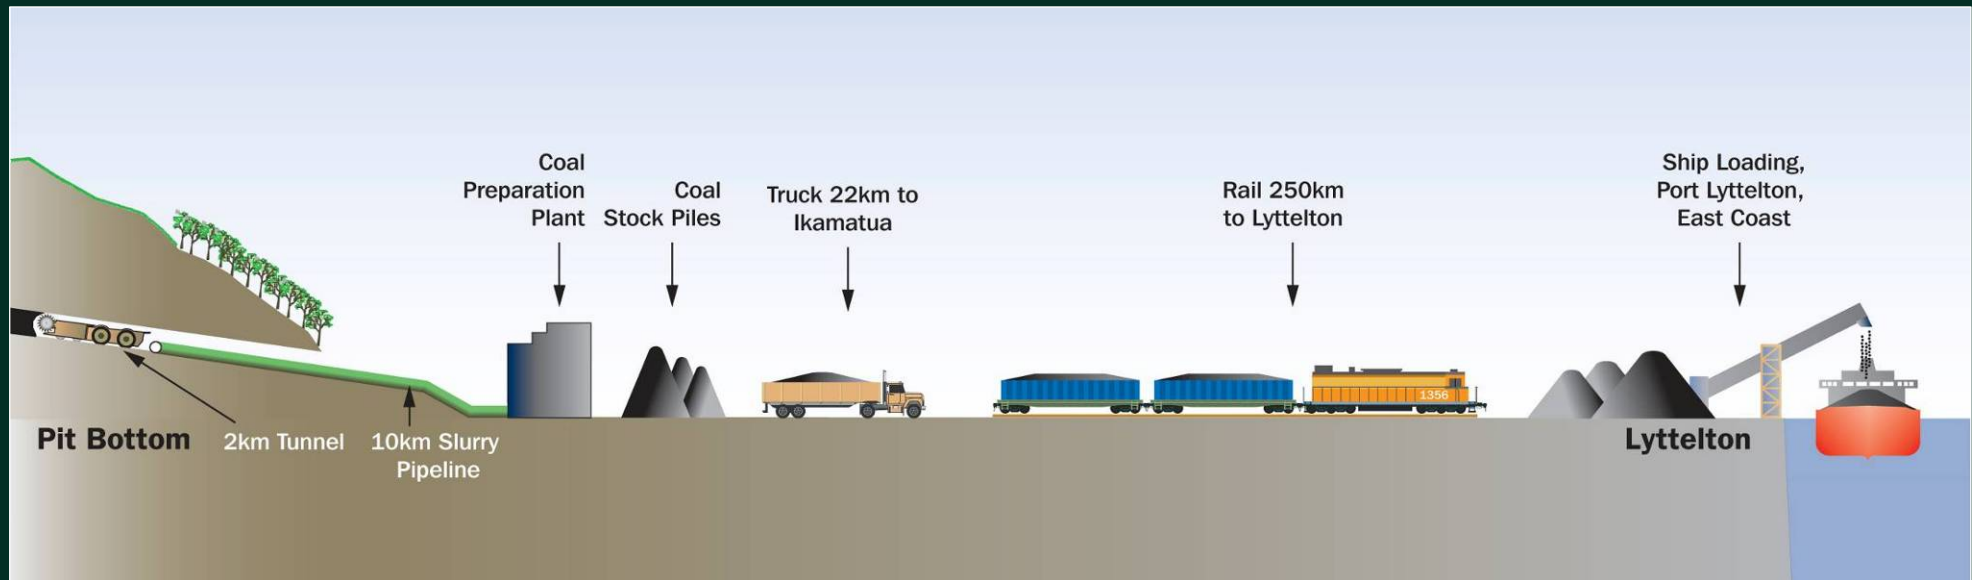 Coal
Preparation
Plant
Coal
Stock Piles
Truck 22km to
Ikamatua
Rail 250km
to Lyttelton
Ship Loading,
Port Lyttelton,
East Coast
1356
Pit Bottom
2km Tunnel
10km Slurry
Pipeline
Lyttelton